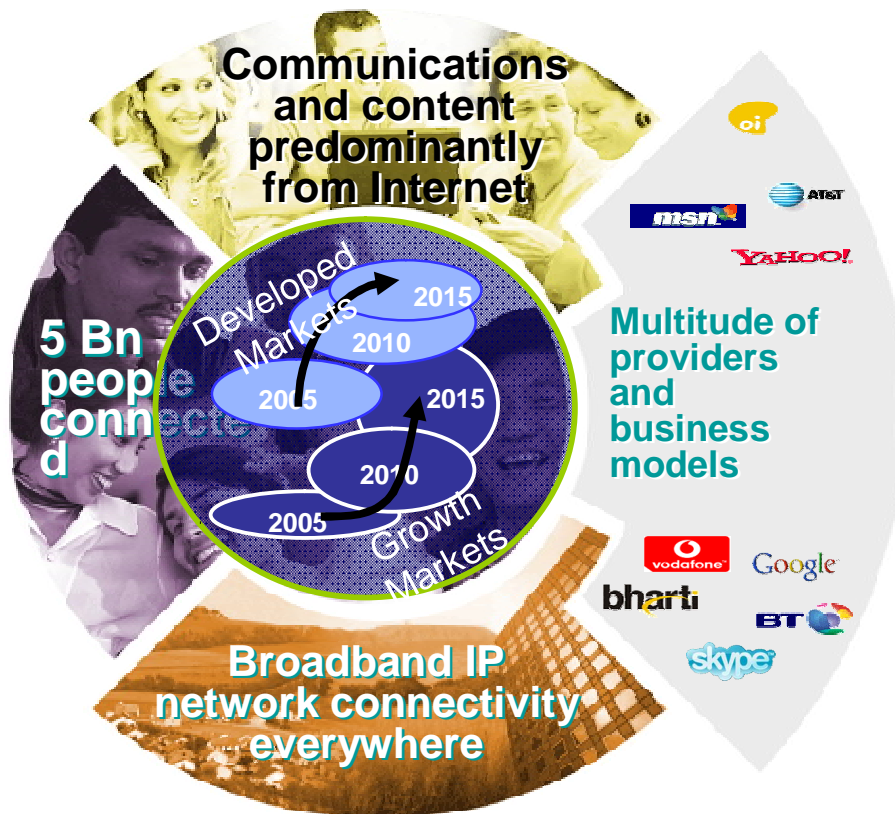 Communications
and content
predominantly
from Internet
oi
AT&T
msn
YAHOO!
Developed
Markets
2015
2010
2005
5 Bn
people
connecte
d
2015
2010
2005
Growth
Markets
Multitude of
providers
and
business
models
vodafone™
Google
bharti
BT
skype
Broadband IP
network connectivity
everywhere